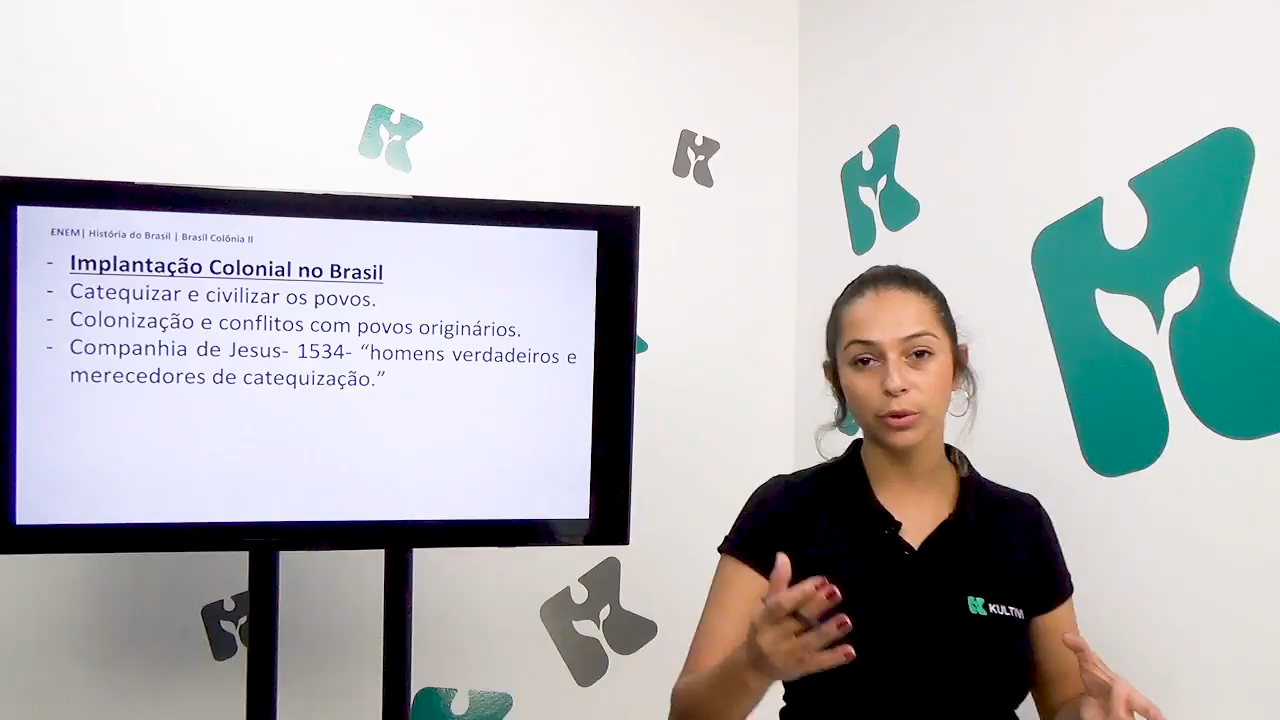 ENEM| História do Brasil | Brasil Colônia II
- Implantação Colonial no Brasil
- Catequizar e civilizar os povos.
- Colonização e conflitos com povos originários.
- Companhia de Jesus- 1534- “homens verdadeiros e
merecedores de catequização.”
KULTIVI